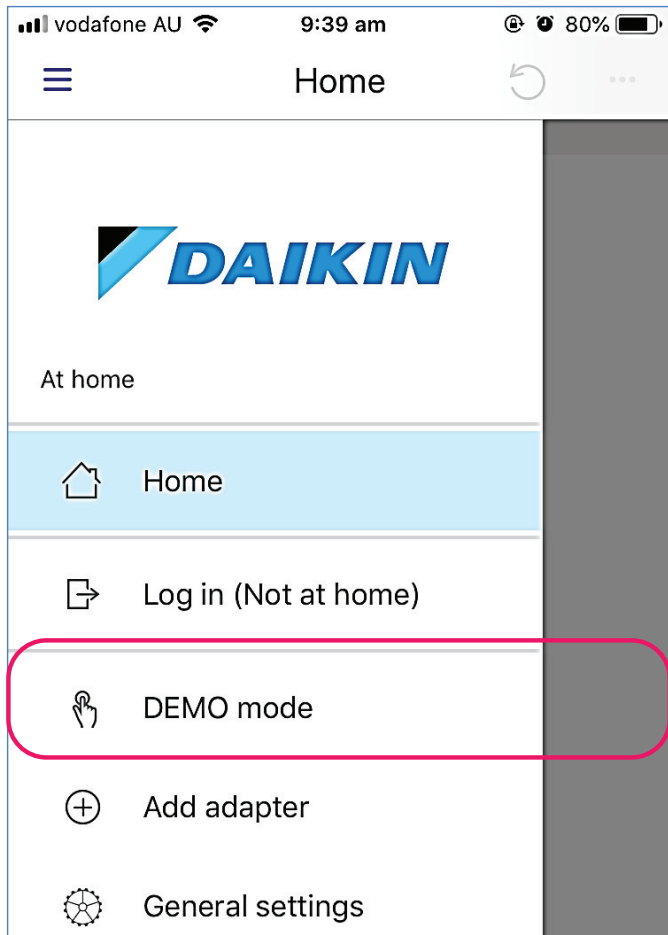 vodafone AU 9:39 am 80%
Home
DAIKIN
At home
Home
Log in (Not at home)
DEMO mode
Add adapter
General settings